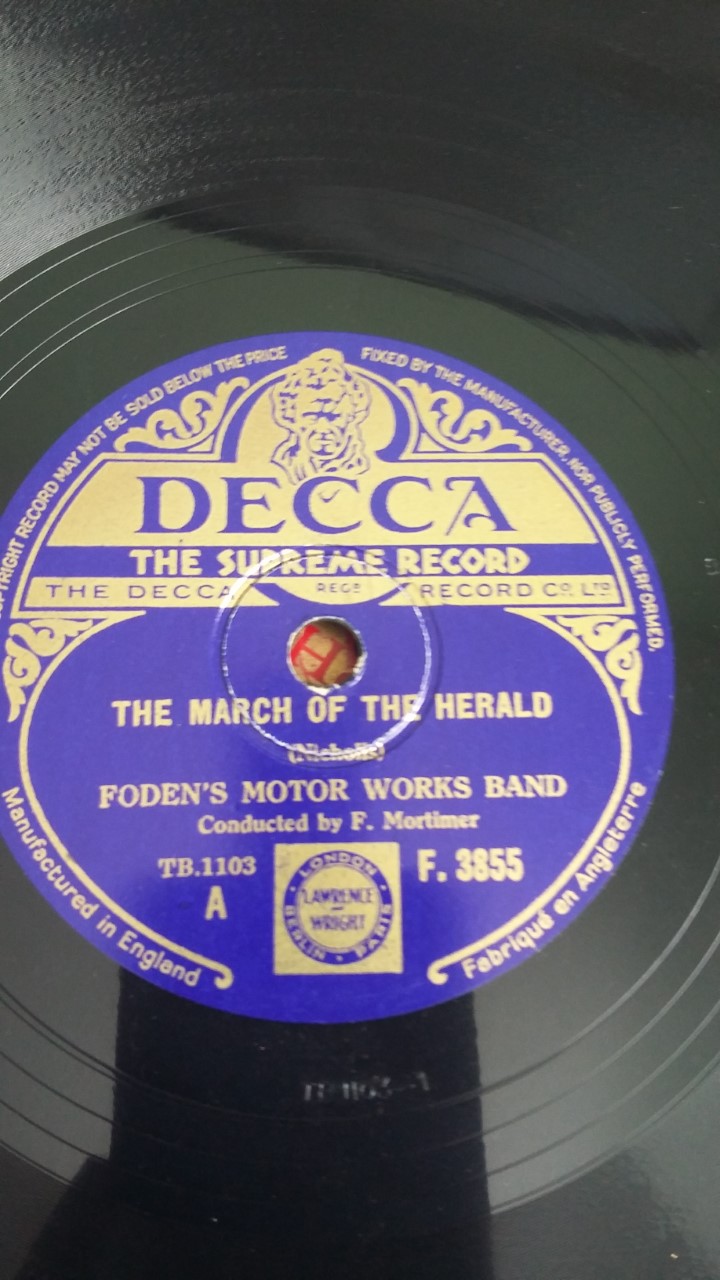 COPYRIGHT RECORD MAY NOT BE SOLD BELOW THE PRICE FIXED BY THE MANUFACTURER, NOR PUBLICLY PERFORMED.
DECCA
THE SUPREME RECORD
THE DECCA REGD RECORD CO. LTD
THE MARCH OF THE HERALD
(Nicholls)
FODEN'S MOTOR WORKS BAND
Conducted by F. Mortimer
TB.1103
A
LONDON
LAWRENCE
WRIGHT
BERLIN • PARIS
F. 3855
Manufactured in England
Fabriqué en Angleterre